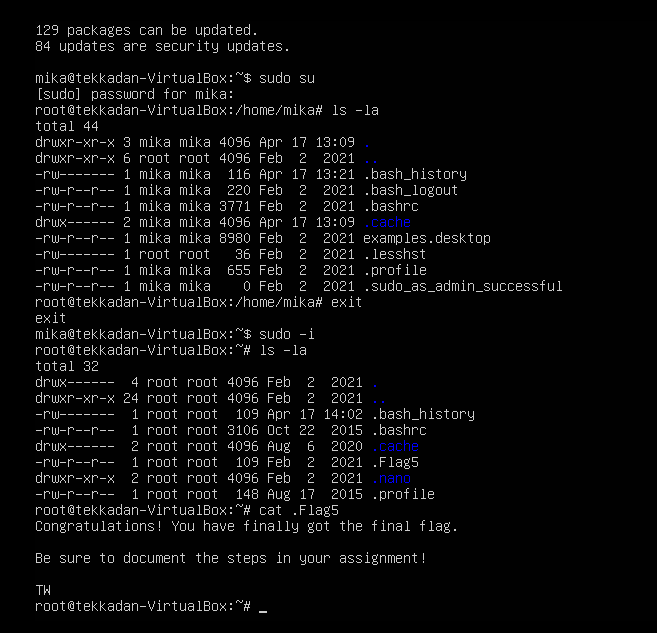 129 packages can be updated.
84 updates are security updates.

mika@tekkadan-VirtualBox:~$ sudo su
[sudo] password for mika:
root@tekkadan-VirtualBox:/home/mika# ls -la
total 44
drwxr-xr-x 3 mika mika 4096 Apr 17 13:09 .
drwxr-xr-x 6 root root 4096 Feb  2  2021 ..
-rw------- 1 mika mika  116 Apr 17 13:21 .bash_history
-rw-r--r-- 1 mika mika  220 Feb  2  2021 .bash_logout
-rw-r--r-- 1 mika mika 3771 Feb  2  2021 .bashrc
drwx------ 2 mika mika 4096 Apr 17 13:09 .cache
-rw-r--r-- 1 mika mika 8980 Feb  2  2021 examples.desktop
-rw------- 1 root root   36 Feb  2  2021 .lesshst
-rw-r--r-- 1 mika mika  655 Feb  2  2021 .profile
-rw-r--r-- 1 mika mika    0 Feb  2  2021 .sudo_as_admin_successful
root@tekkadan-VirtualBox:/home/mika# exit
exit
mika@tekkadan-VirtualBox:~$ sudo -i
root@tekkadan-VirtualBox:~# ls -la
total 32
drwx------  4 root root 4096 Feb  2  2021 .
drwxr-xr-x 24 root root 4096 Feb  2  2021 ..
-rw-------  1 root root  109 Apr 17 14:02 .bash_history
-rw-r--r--  1 root root 3106 Oct 22  2015 .bashrc
drwx------  2 root root 4096 Aug  6  2020 .cache
-rw-r--r--  1 root root  109 Feb  2  2021 .Flag5
drwxr-xr-x  2 root root 4096 Feb  2  2021 .nano
-rw-r--r--  1 root root  148 Aug 17  2015 .profile
root@tekkadan-VirtualBox:~# cat .Flag5
Congratulations! You have finally got the final flag.

Be sure to document the steps in your assignment!

TW
root@tekkadan-VirtualBox:~# _